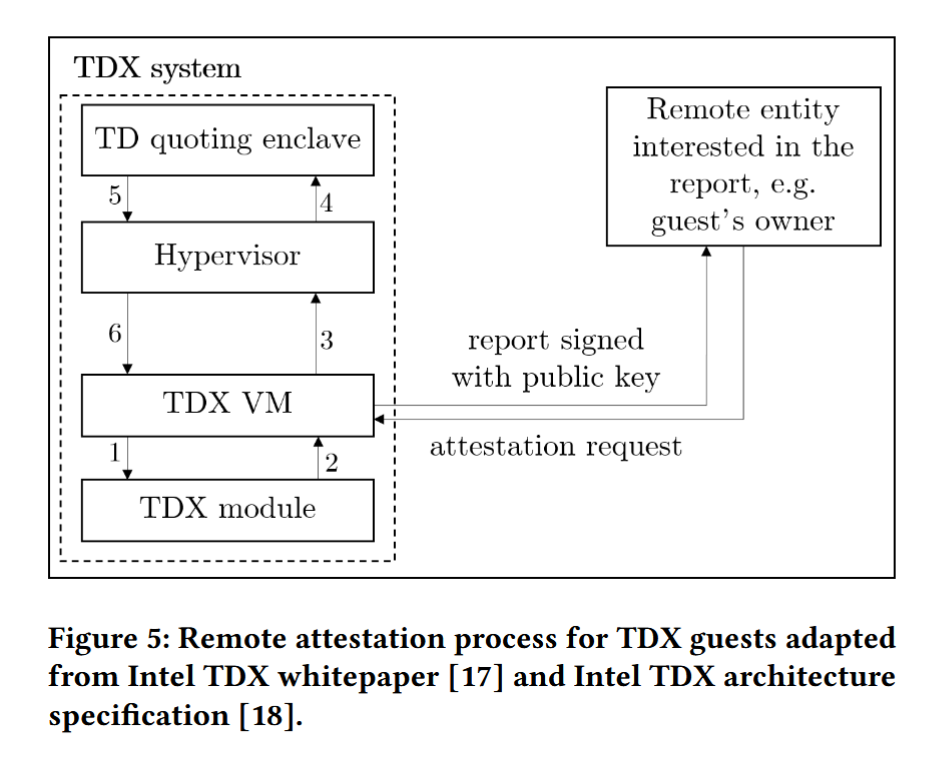 TDX system
TD quoting enclave
5
4
Hypervisor
6
3
TDX VM
1
2
TDX module
Remote entity
interested in the
report, e.g.
guest's owner
report signed
with public key
attestation request
Figure 5: Remote attestation process for TDX guests adapted
from Intel TDX whitepaper [17] and Intel TDX architecture
specification [18].